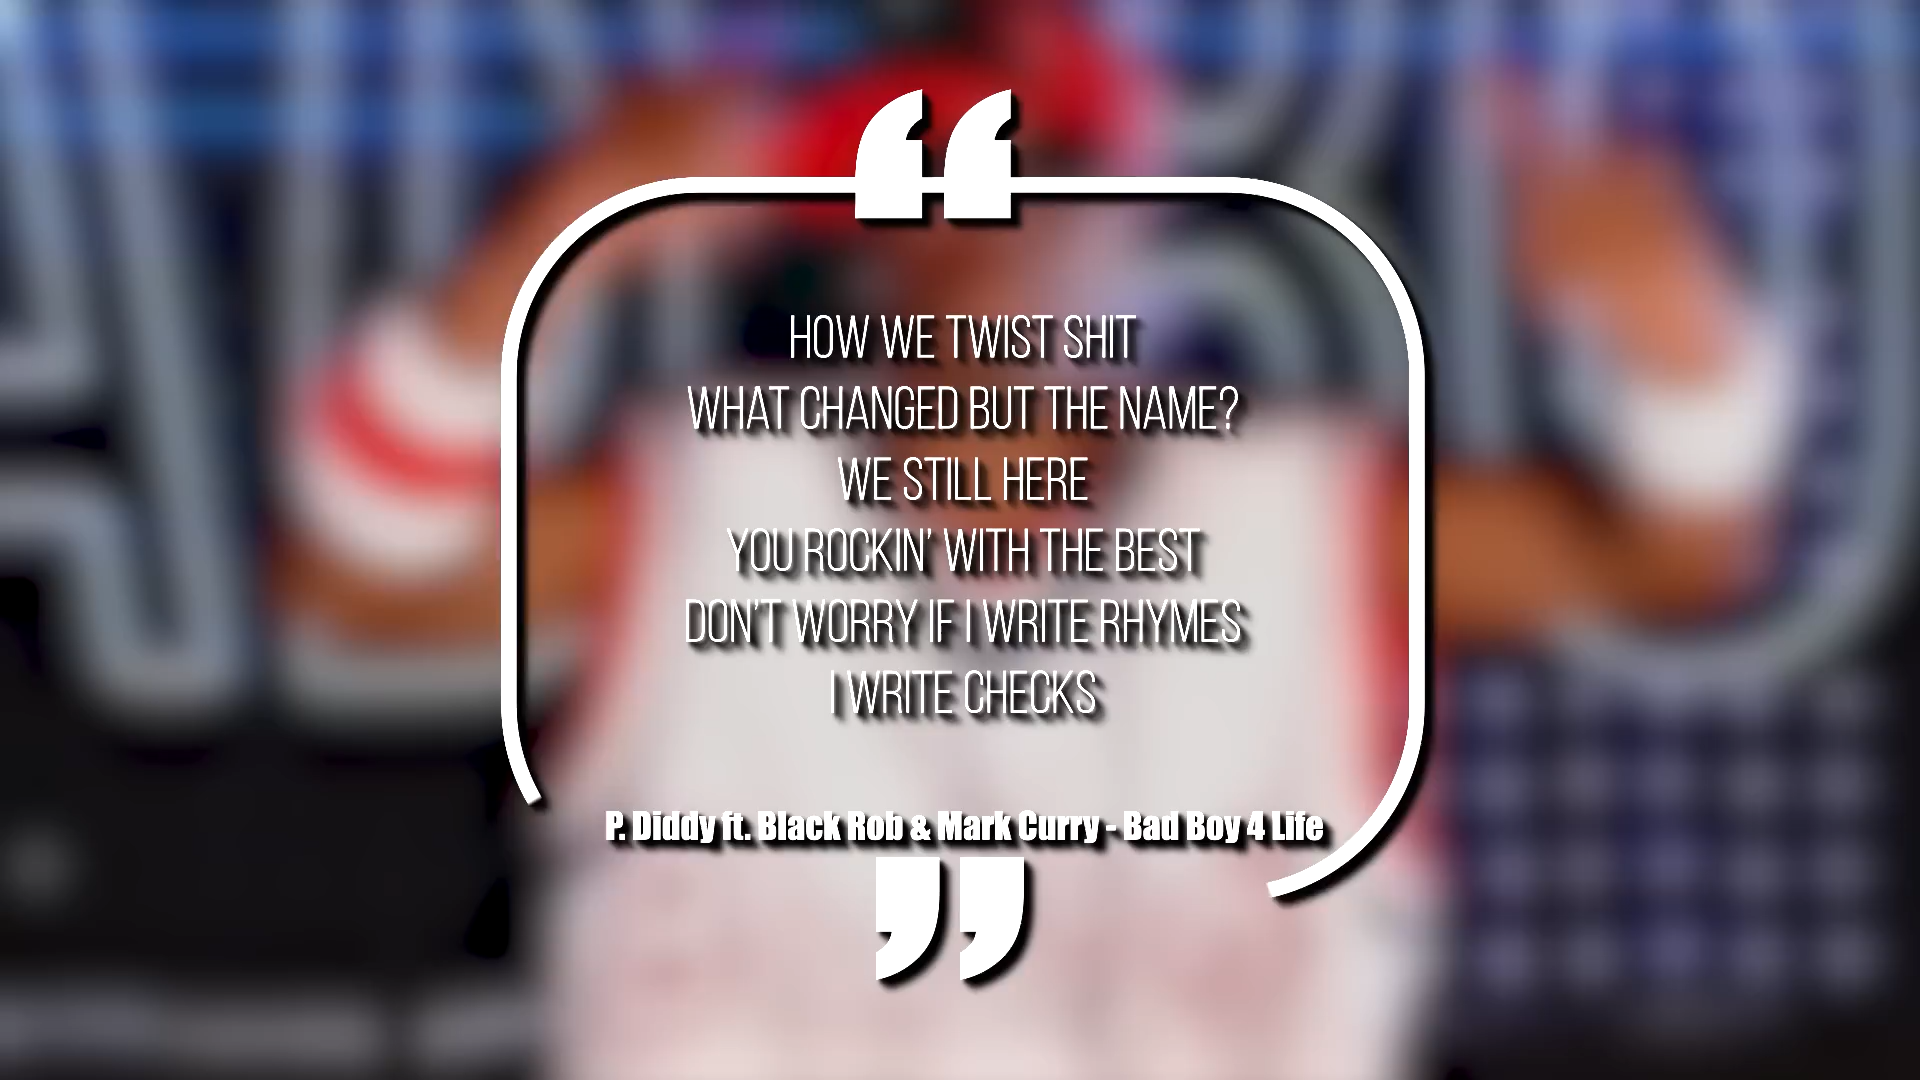 HOW WE TWIST SHIT
WHAT CHANGED BUT THE NAME?
WE STILL HERE
YOU ROCKIN' WITH THE BEST
DON'T WORRY IF I WRITE RHYMES
I WRITE CHECKS
P. Diddy ft. Black Rob & Mark Curry - Bad Boy 4 Life